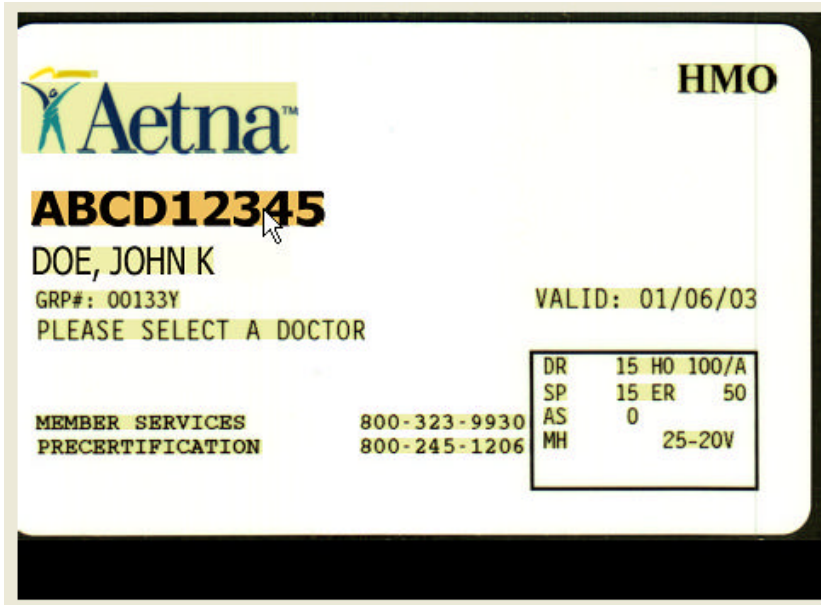 HMO
Aetna™
ABCD12345
DOE, JOHN K
GRP#: 00133Y
VALID: 01/06/03
PLEASE SELECT A DOCTOR
DR 15 HO 100/A
SP 15 ER 50
MEMBER SERVICES 800-323-9930
AS 0
PRECERTIFICATION 800-245-1206
MH 25-20V